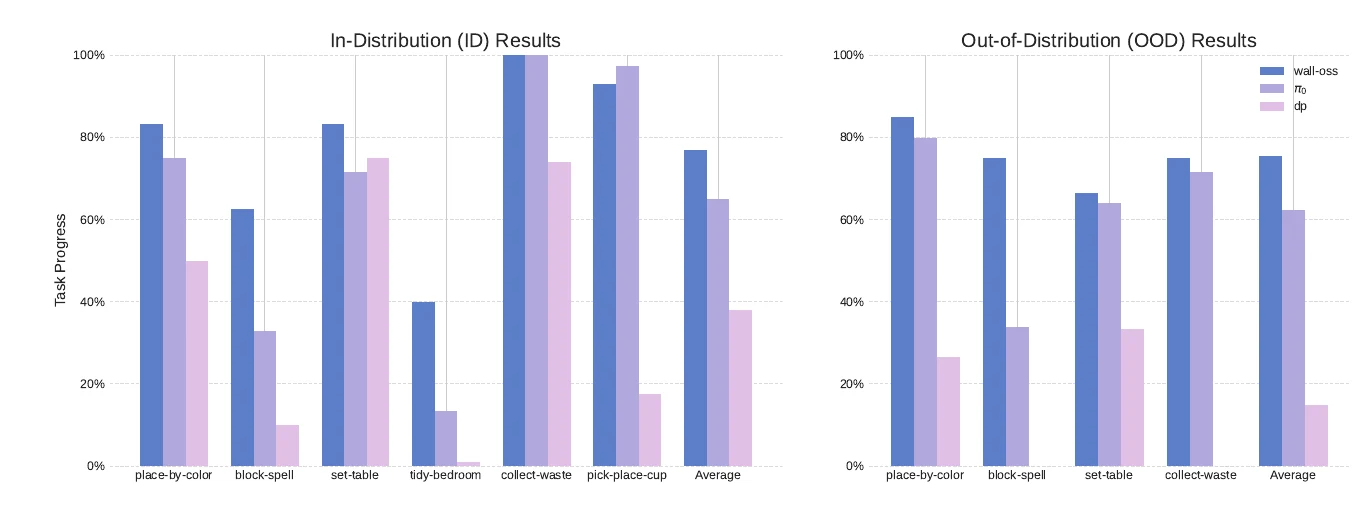 In-Distribution (ID) Results
Task Progress
100%
80%
60%
40%
20%
0%
place-by-color block-spell set-table tidy-bedroom collect-waste pick-place-cup Average
Out-of-Distribution (OOD) Results
wall-oss
π₀
dp
100%
80%
60%
40%
20%
0%
place-by-color block-spell set-table collect-waste Average